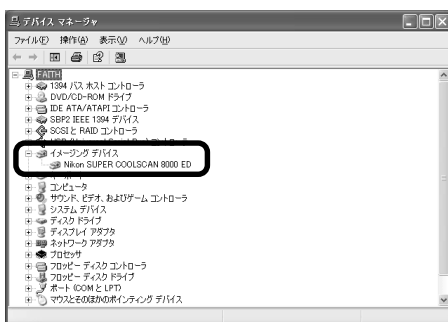 デバイス マネージャ
ファイル(F) 操作(A) 表示(V) ヘルプ(H)
FAITH
1394 バス ホスト コントローラ
DVD/CD-ROM ドライブ
IDE ATA/ATAPI コントローラ
SBP2 IEEE 1394 デバイス
SCSI と RAID コントローラ
イメージング デバイス
Nikon SUPER COOLSCAN 8000 ED
コンピュータ
サウンド、ビデオ、およびゲーム コントローラ
システム デバイス
ディスク ドライブ
ディスプレイ アダプタ
ネットワーク アダプタ
プロセッサ
フロッピー ディスク コントローラ
フロッピー ディスク ドライブ
ポート (COM と LPT)
マウスとそのほかのポインティング デバイス